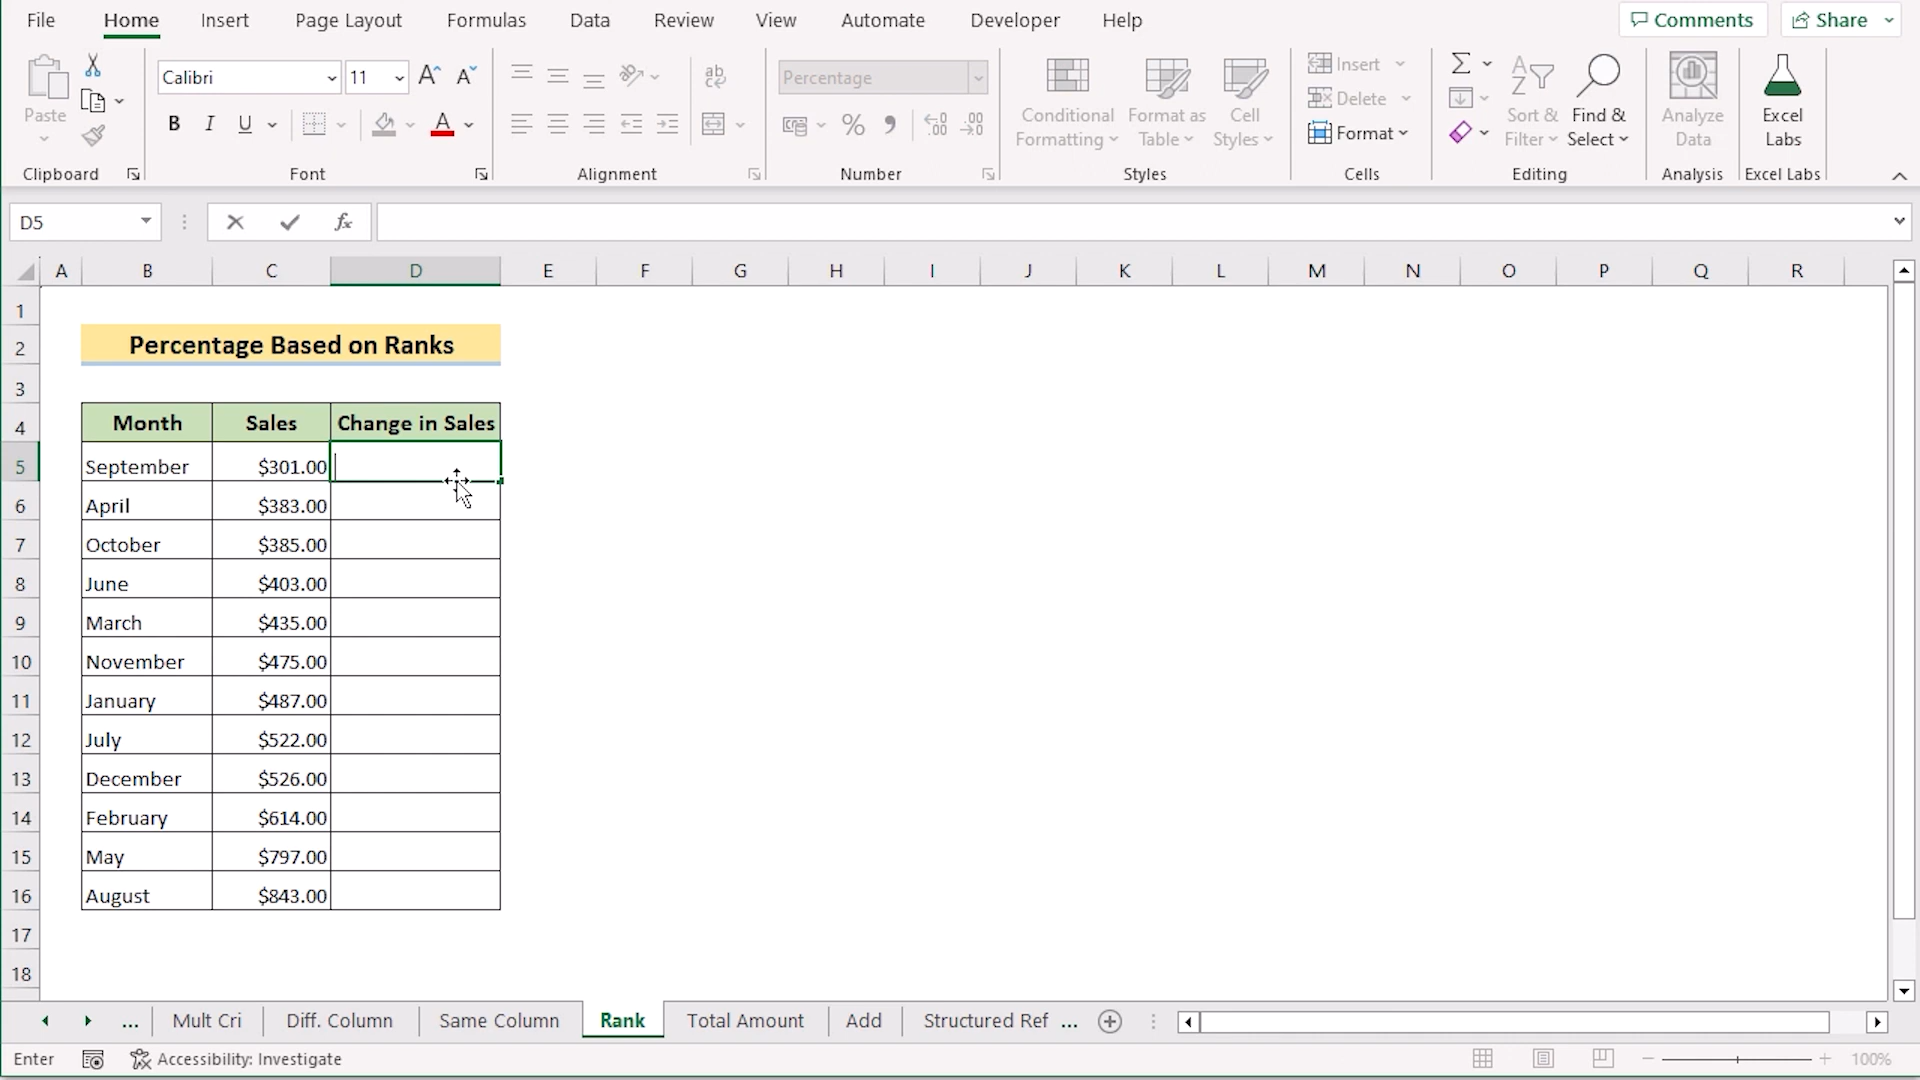 File Home Insert Page Layout Formulas Data Review View Automate Developer Help Comments Share
Paste Calibri 11 A A ab c Percentage Conditional Formatting Format as Table Cell Styles Insert Delete Format Sort & Filter Find & Select Analyze Data Excel Labs
B I U A % 9 .00 .00
Clipboard Font Alignment Number Styles Cells Editing Analysis Excel Labs
D5 fx
A B C D E F G H I J K L M N O P Q R
1
2 Percentage Based on Ranks
3
4 Month Sales Change in Sales
5 September $301.00
6 April $383.00
7 October $385.00
8 June $403.00
9 March $435.00
10 November $475.00
11 January $487.00
12 July $522.00
13 December $526.00
14 February $614.00
15 May $797.00
16 August $843.00
17
18
... Mult Cri Diff. Column Same Column Rank Total Amount Add Structured Ref ...
Enter Accessibility: Investigate 100%